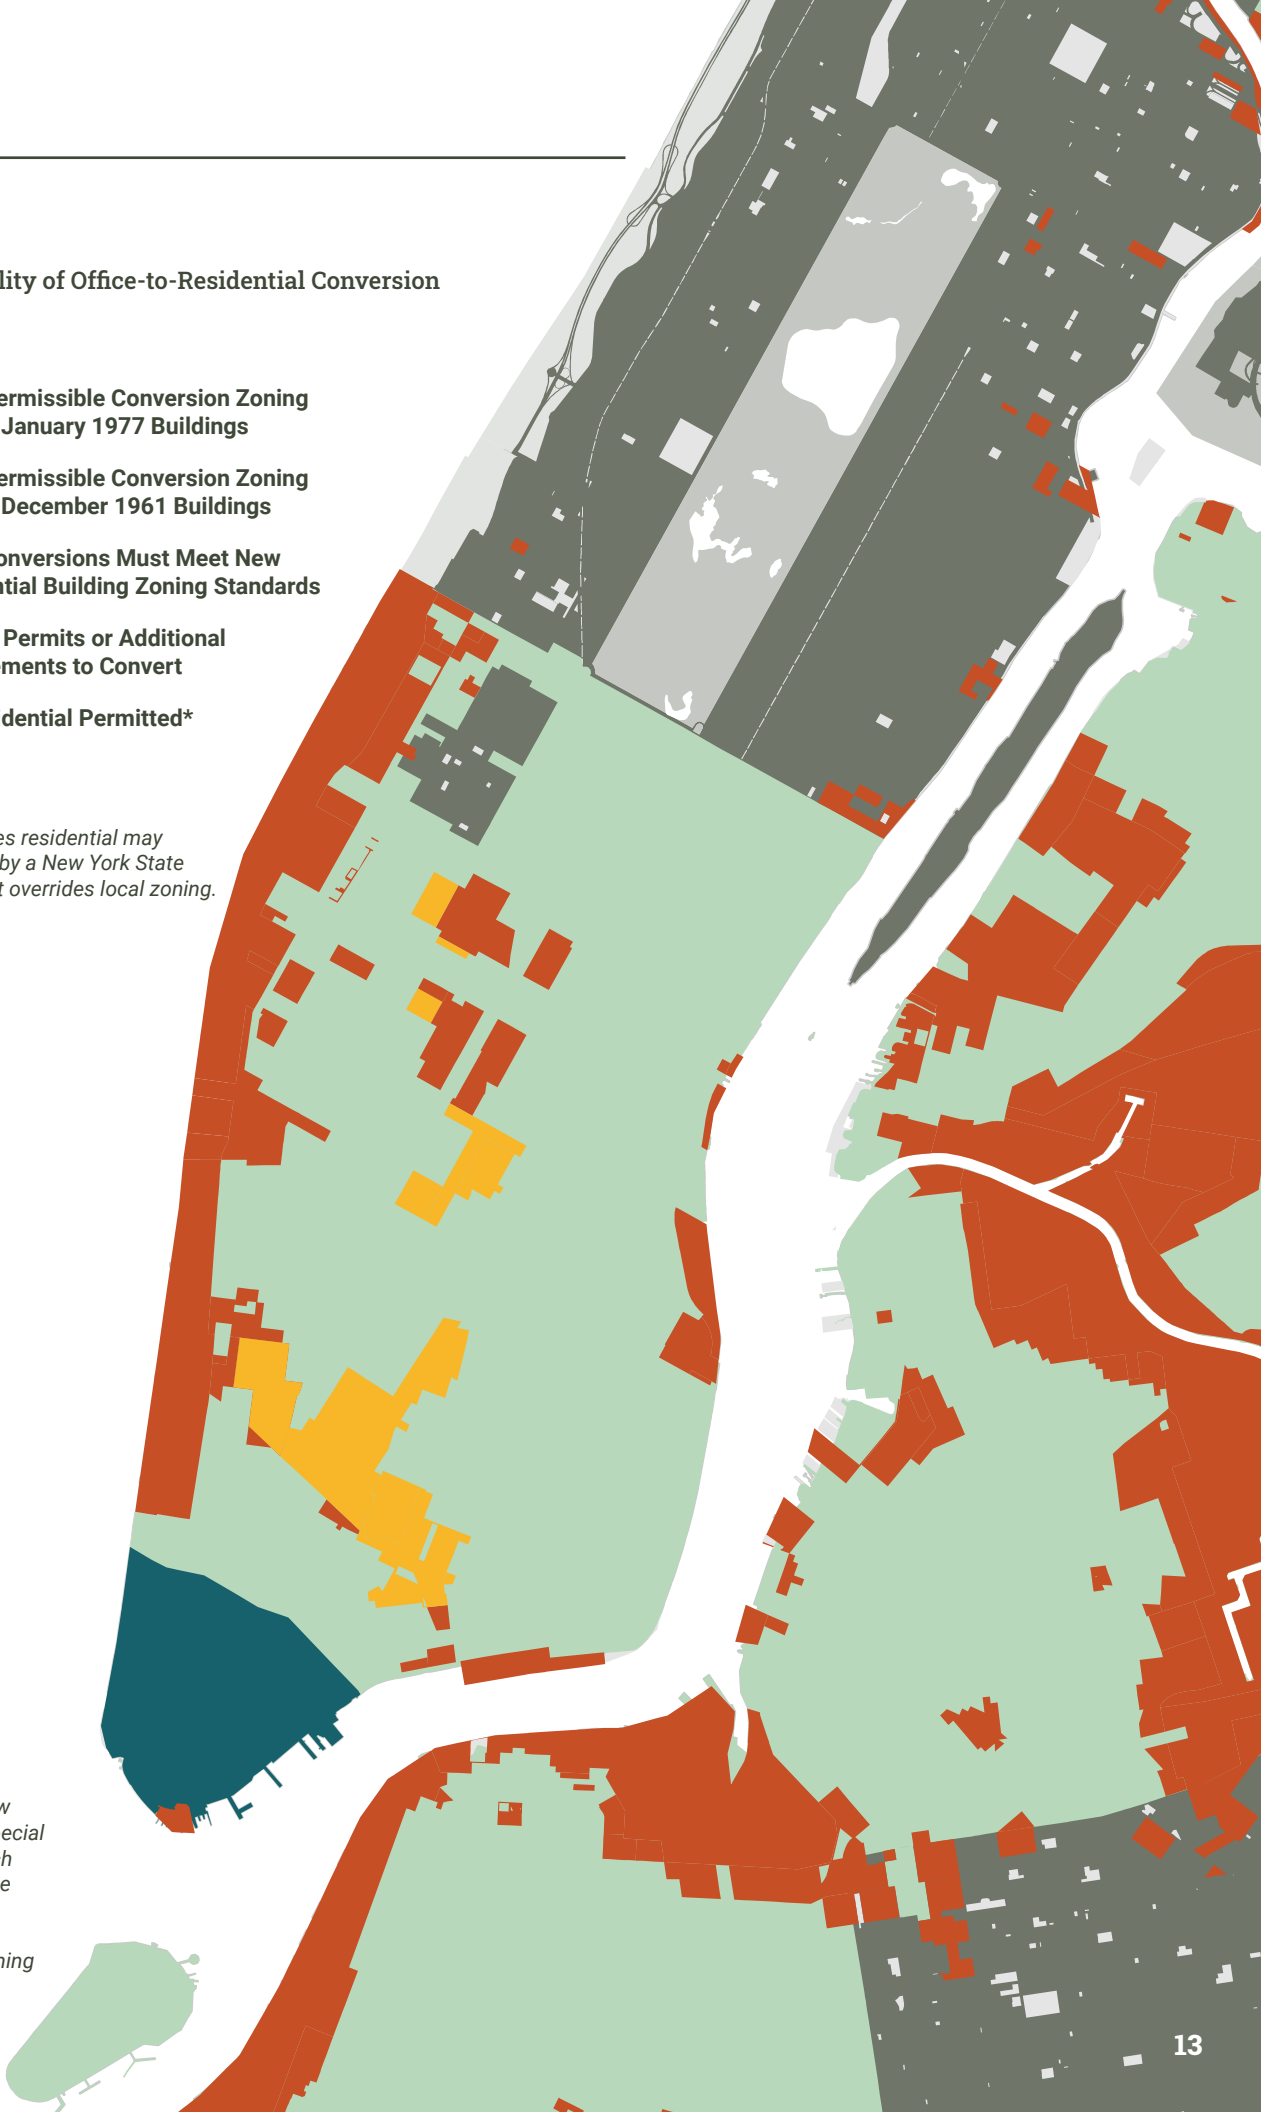 lity of Office-to-Residential Conversion
ermissible Conversion Zoning
January 1977 Buildings
ermissible Conversion Zoning
December 1961 Buildings
onversions Must Meet New
ntial Building Zoning Standards
Permits or Additional
ements to Convert
dential Permitted*
es residential may
by a New York State
t overrides local zoning.
w
ecial
ch
e
ning
13